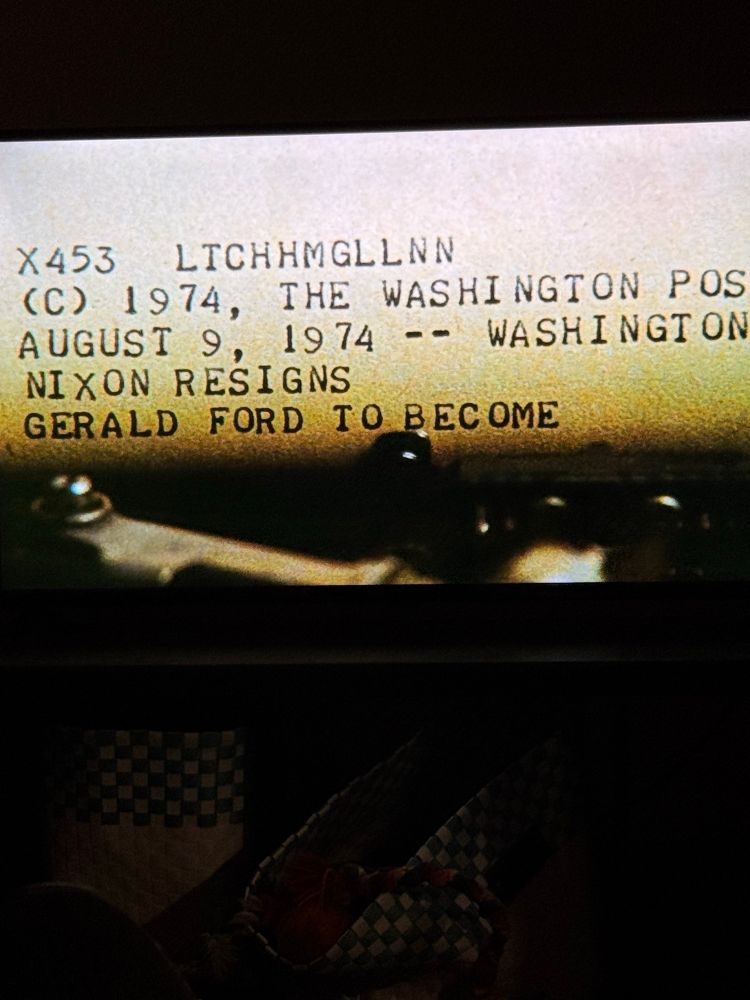 X453 LTCHHMGLLNN
(C) 1974, THE WASHINGTON POS
AUGUST 9, 1974 -- WASHINGTON
NIXON RESIGNS
GERALD FORD TO BECOME